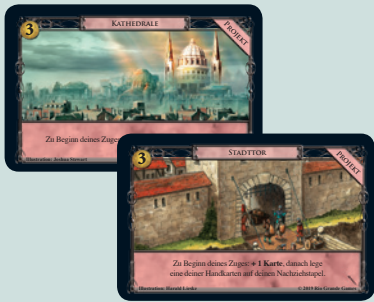 3
KATHEDRALE
PROJEKT
Zu Beginn deines Zuges
Illustration: Joshua Stewart
3
STADTTOR
PROJEKT
Zu Beginn deines Zuges: + 1 Karte, danach lege
eine deiner Handkarten auf deinen Nachziehstapel.
Illustration: Harald Lieske
© 2019 Rio Grande Games